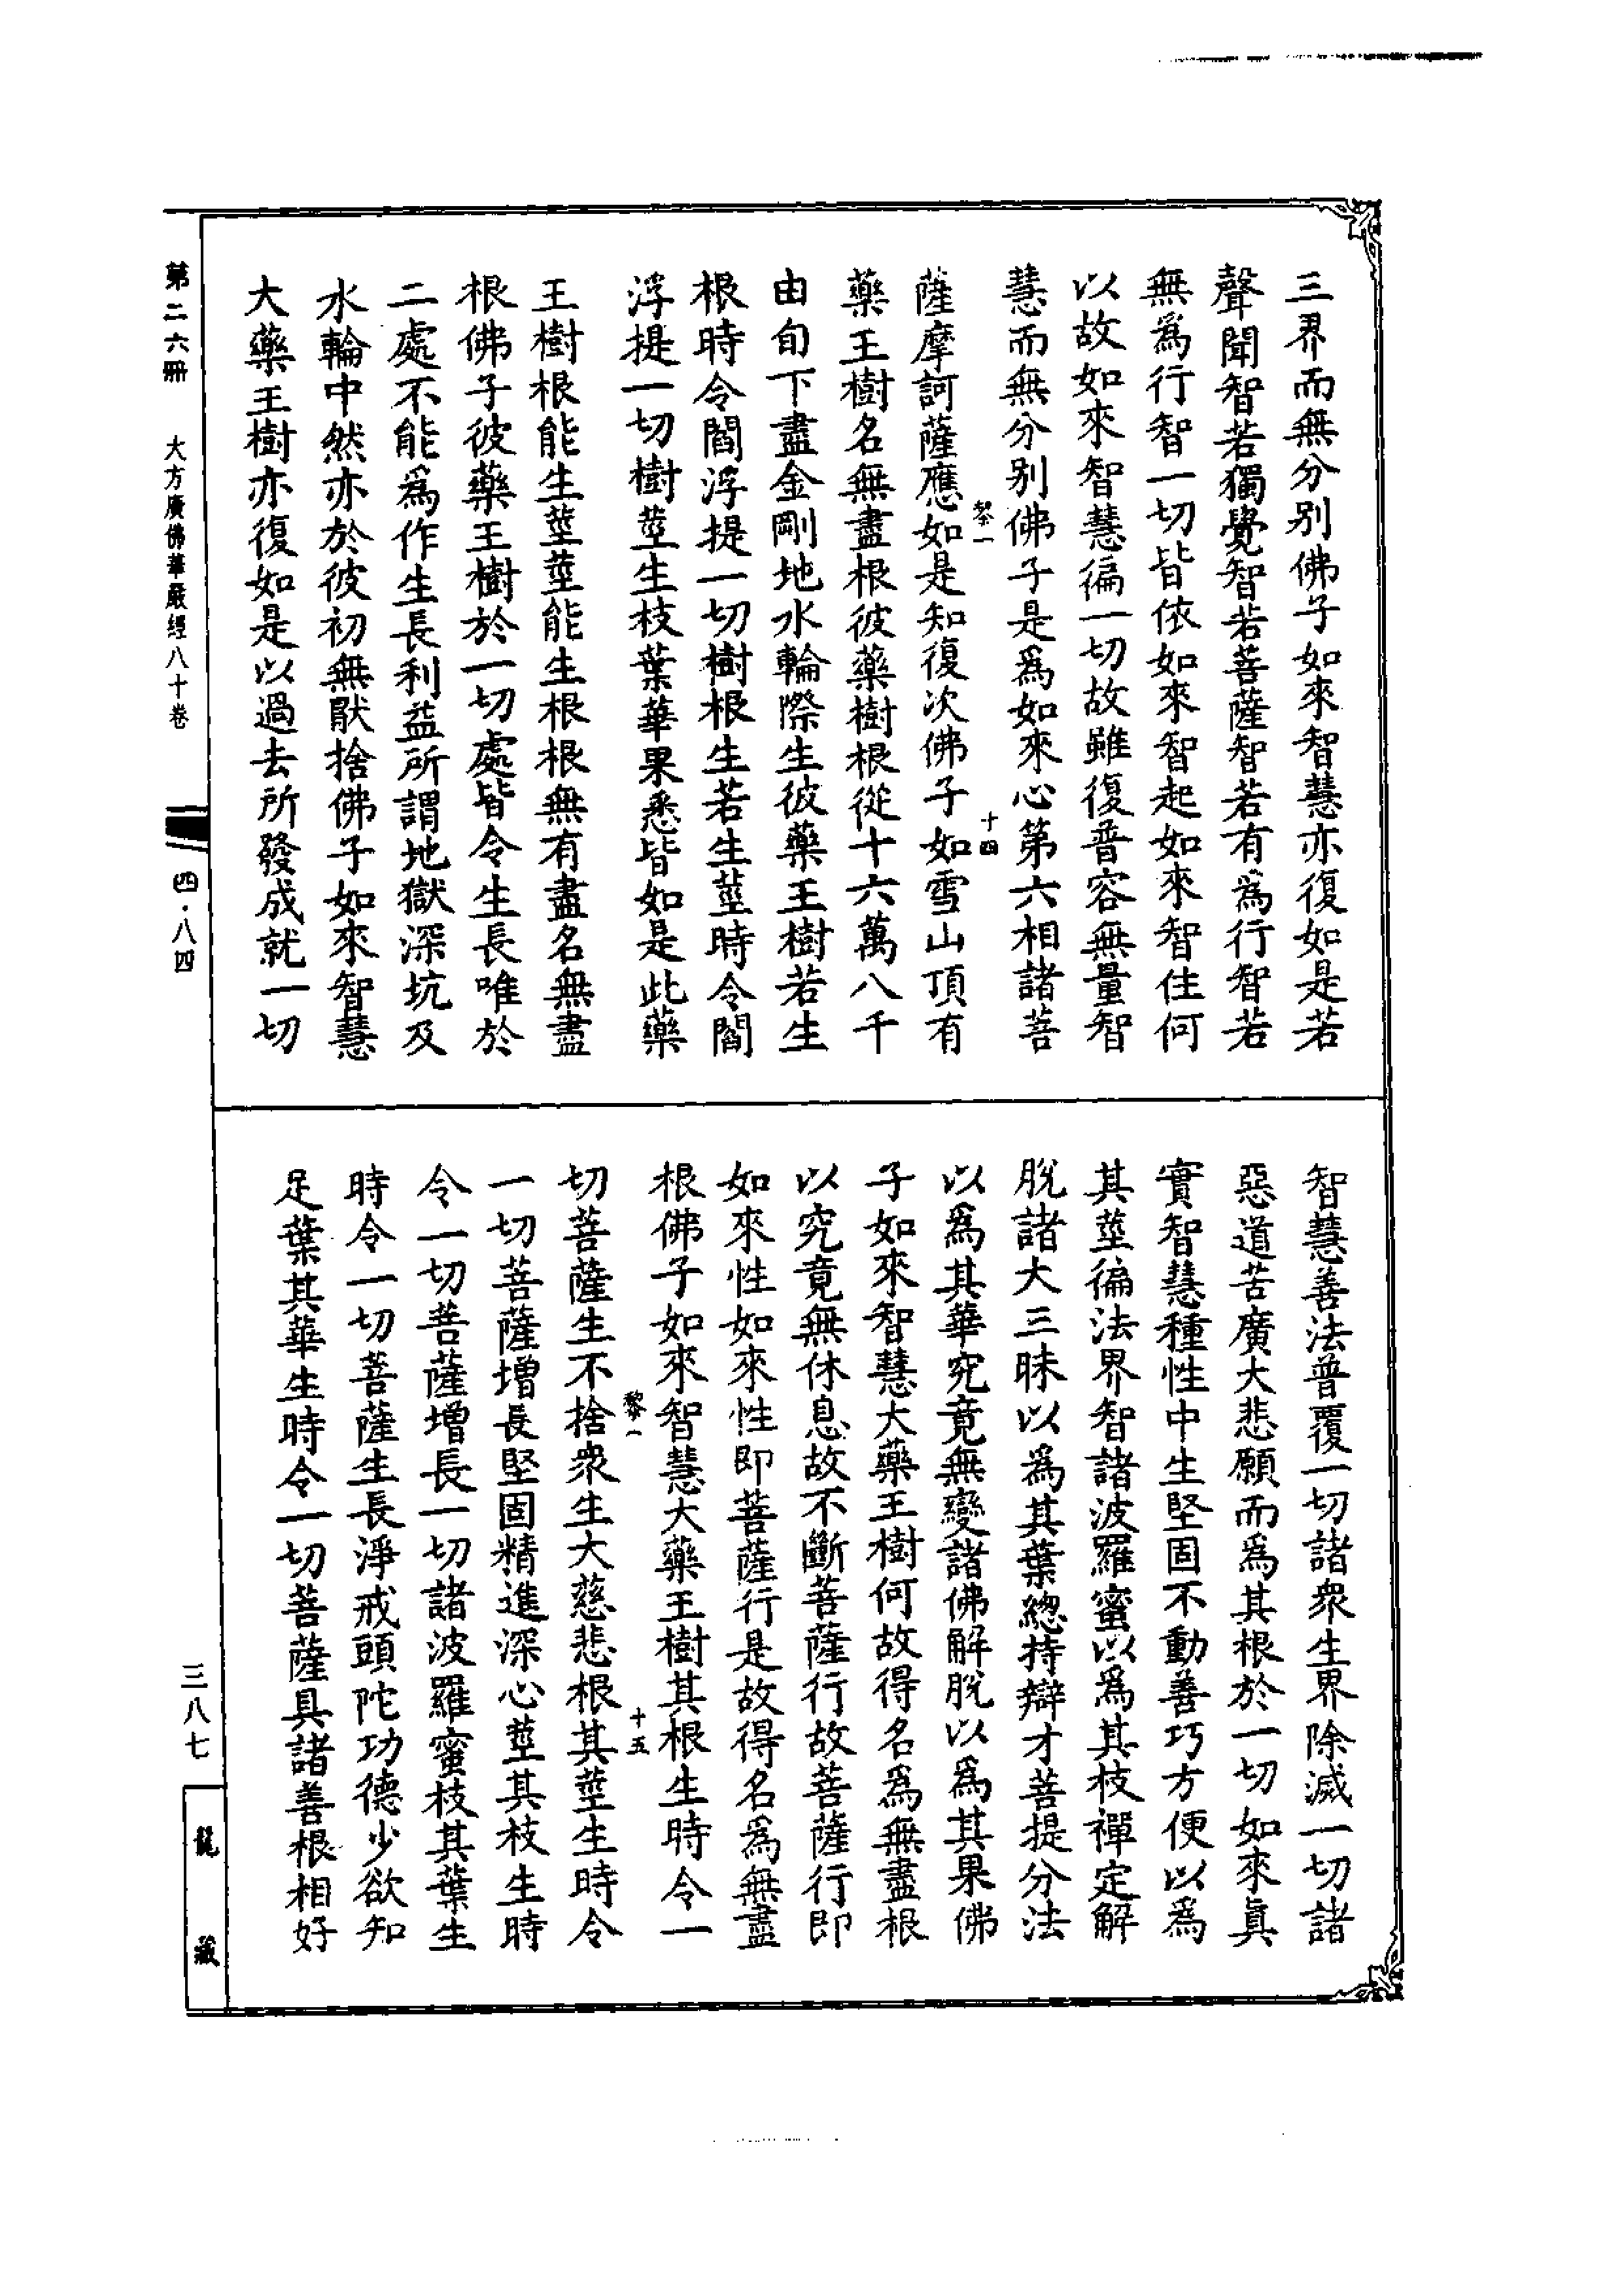 三界而無分别佛子如來智慧亦復如是若
聲聞智若獨覺智若菩薩智若有爲行智若
無爲行智一切皆依如來智起如來智住何
以故如來智慧徧一切故雖復普容無量智
慧而無分别佛子是爲如來心第六相諸菩
黎一
十四
薩摩訶薩應如是知復次佛子如雪山頂有
藥王樹名無盡根彼藥樹根從十六萬八千
由旬下盡金剛地水輪際生彼藥王樹若生
根時令閻浮提一切樹根生若生莖時令閻
浮提一切樹莖生枝葉華果悉皆如是此藥
王樹根能生莖莖能生根根無有盡名無盡
根佛子彼藥王樹於一切處皆令生長唯於
二處不能爲作生長利益所謂地獄深坑及
水輪中然亦於彼初無厭捨佛子如來智慧
大藥王樹亦復如是以過去所發成就一切
智慧善法普覆一切諸衆生界除滅一切諸
惡道苦廣大悲願而爲其根於一切如來眞
實智慧種性中生堅固不動善巧方便以爲
其莖徧法界智諸波羅蜜以爲其枝禪定解
脫諸大三昧以爲其葉總持辯才菩提分法
以爲其華究竟無變諸佛解脫以爲其果佛
子如來智慧大藥王樹何故得名爲無盡根
以究竟無休息故不斷菩薩行故菩薩行即
如來性如來性即菩薩行是故得名爲無盡
根佛子如來智慧大藥王樹其根生時令一
黎一
十五
切菩薩生不捨衆生大慈悲根其莖生時令
一切菩薩增長堅固精進深心莖其枝生時
令一切菩薩增長一切諸波羅蜜枝其葉生
時令一切菩薩生長淨戒頭陀功德少欲知
足葉其華生時令一切菩薩具諸善根相好
第二六冊
大方廣佛華嚴經八十卷
四·八四
三八七
龍藏